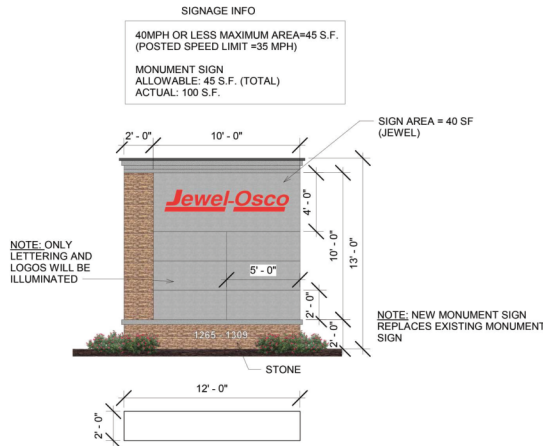 SIGNAGE INFO
40MPH OR LESS MAXIMUM AREA=45 S.F.
(POSTED SPEED LIMIT =35 MPH)
MONUMENT SIGN
ALLOWABLE: 45 S.F. (TOTAL)
ACTUAL: 100 S.F.
SIGN AREA = 40 SF
(JEWEL)
2' - 0"
10' - 0"
Jewel-Osco
4' - 0"
10' - 0"
13' - 0"
NOTE: ONLY
LETTERING AND
LOGOS WILL BE
ILLUMINATED
5' - 0"
2' - 0"
2' - 0"
NOTE: NEW MONUMENT SIGN
REPLACES EXISTING MONUMENT
SIGN
1265 - 1309
STONE
12' - 0"
2' - 0"